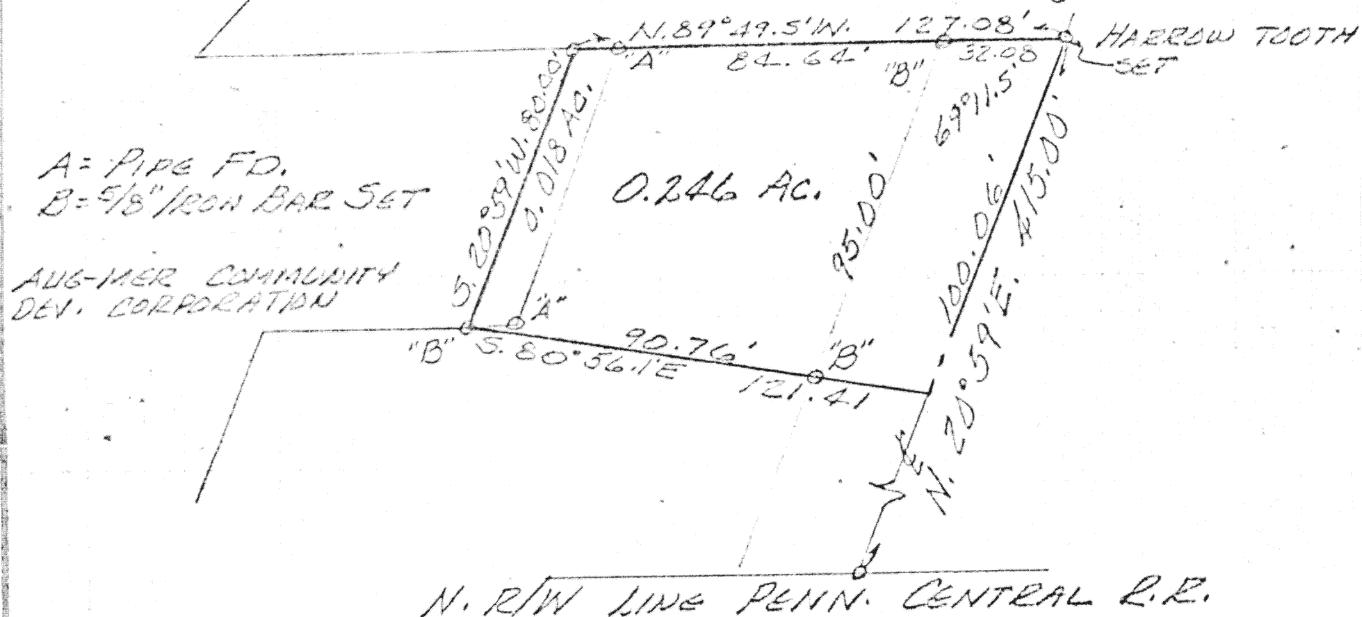 N. 89° 49.5' W. 127.08'
HARROW TOOTH
SET
"A" 84.64' "B" 32.08
69°11.5'
S. 20°59' W. 80.00'
0.018 AC.
A = PIPE FD.
B = 5/8" IRON BAR SET
0.246 AC.
95.00'
100.06'
N. 20°59' E. 415.00'
AUG-MER COMMUNITY
DEV. CORPORATION
"A"
"B" S. 80°56.1' E 90.76' "B"
121.41
N. R/W LINE PENN. CENTRAL R.R.